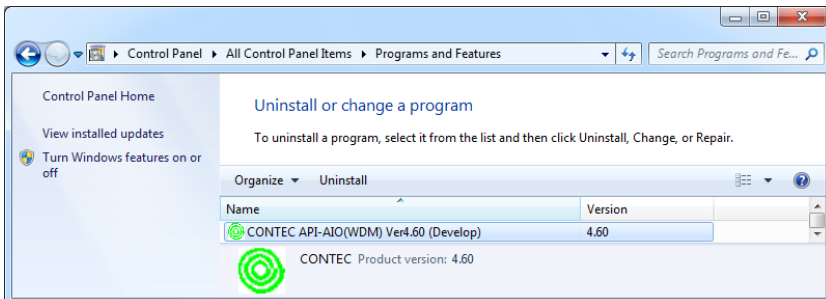 Control Panel ▸ All Control Panel Items ▸ Programs and Features
Search Programs and Fe...
Control Panel Home
View installed updates
Turn Windows features on or
off
Uninstall or change a program
To uninstall a program, select it from the list and then click Uninstall, Change, or Repair.
Organize Uninstall
Name Version
CONTEC API-AIO(WDM) Ver4.60 (Develop) 4.60
CONTEC Product version: 4.60